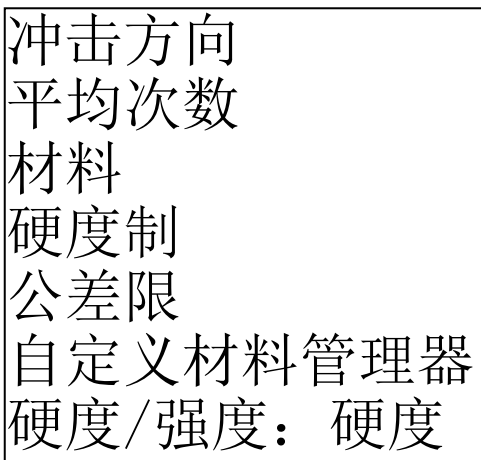 冲击方向
平均次数
材料
硬度制
公差限
自定义材料管理器
硬度/强度：硬度